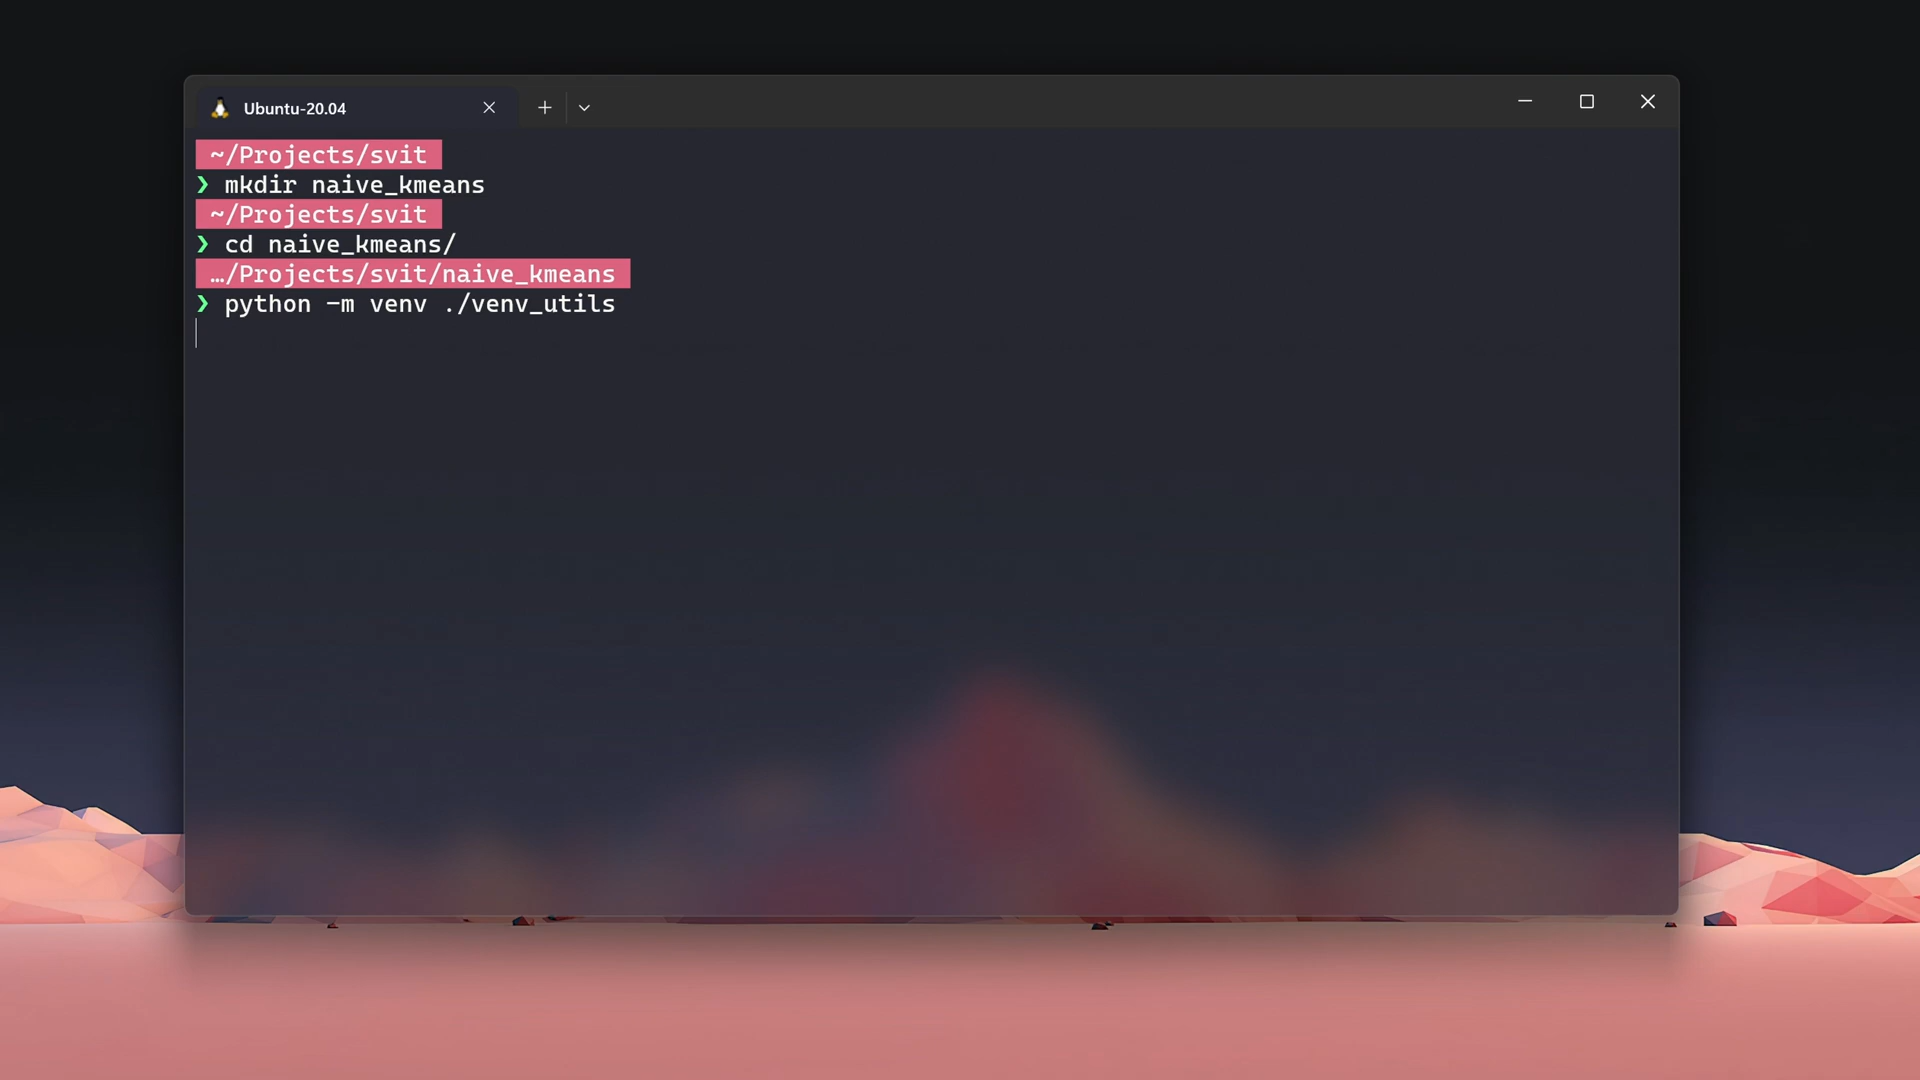 Ubuntu-20.04
~/Projects/svit
❯ mkdir naive_kmeans
~/Projects/svit
❯ cd naive_kmeans/
…/Projects/svit/naive_kmeans
❯ python -m venv ./venv_utils